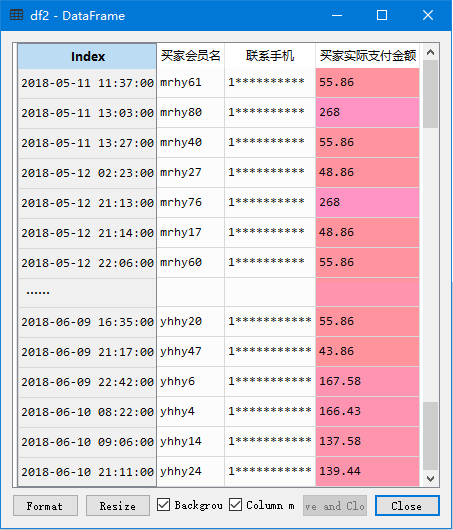 df2 - DataFrame
Index 买家会员名 联系手机 买家实际支付金额
2018-05-11 11:37:00 mrhy61 1********** 55.86
2018-05-11 13:03:00 mrhy80 1********** 268
2018-05-11 13:27:00 mrhy40 1********** 55.86
2018-05-12 02:23:00 mrhy27 1********** 48.86
2018-05-12 21:13:00 mrhy76 1********** 268
2018-05-12 21:14:00 mrhy17 1********** 48.86
2018-05-12 22:06:00 mrhy60 1********** 55.86
......
2018-06-09 16:35:00 yhhy20 1*********** 55.86
2018-06-09 21:17:00 yhhy47 1*********** 43.86
2018-06-09 22:42:00 yhhy6 1*********** 167.58
2018-06-10 08:22:00 yhhy4 1*********** 166.43
2018-06-10 09:06:00 yhhy14 1*********** 137.58
2018-06-10 21:11:00 yhhy24 1*********** 139.44
Format Resize Backgrou Column m ve and Clo Close